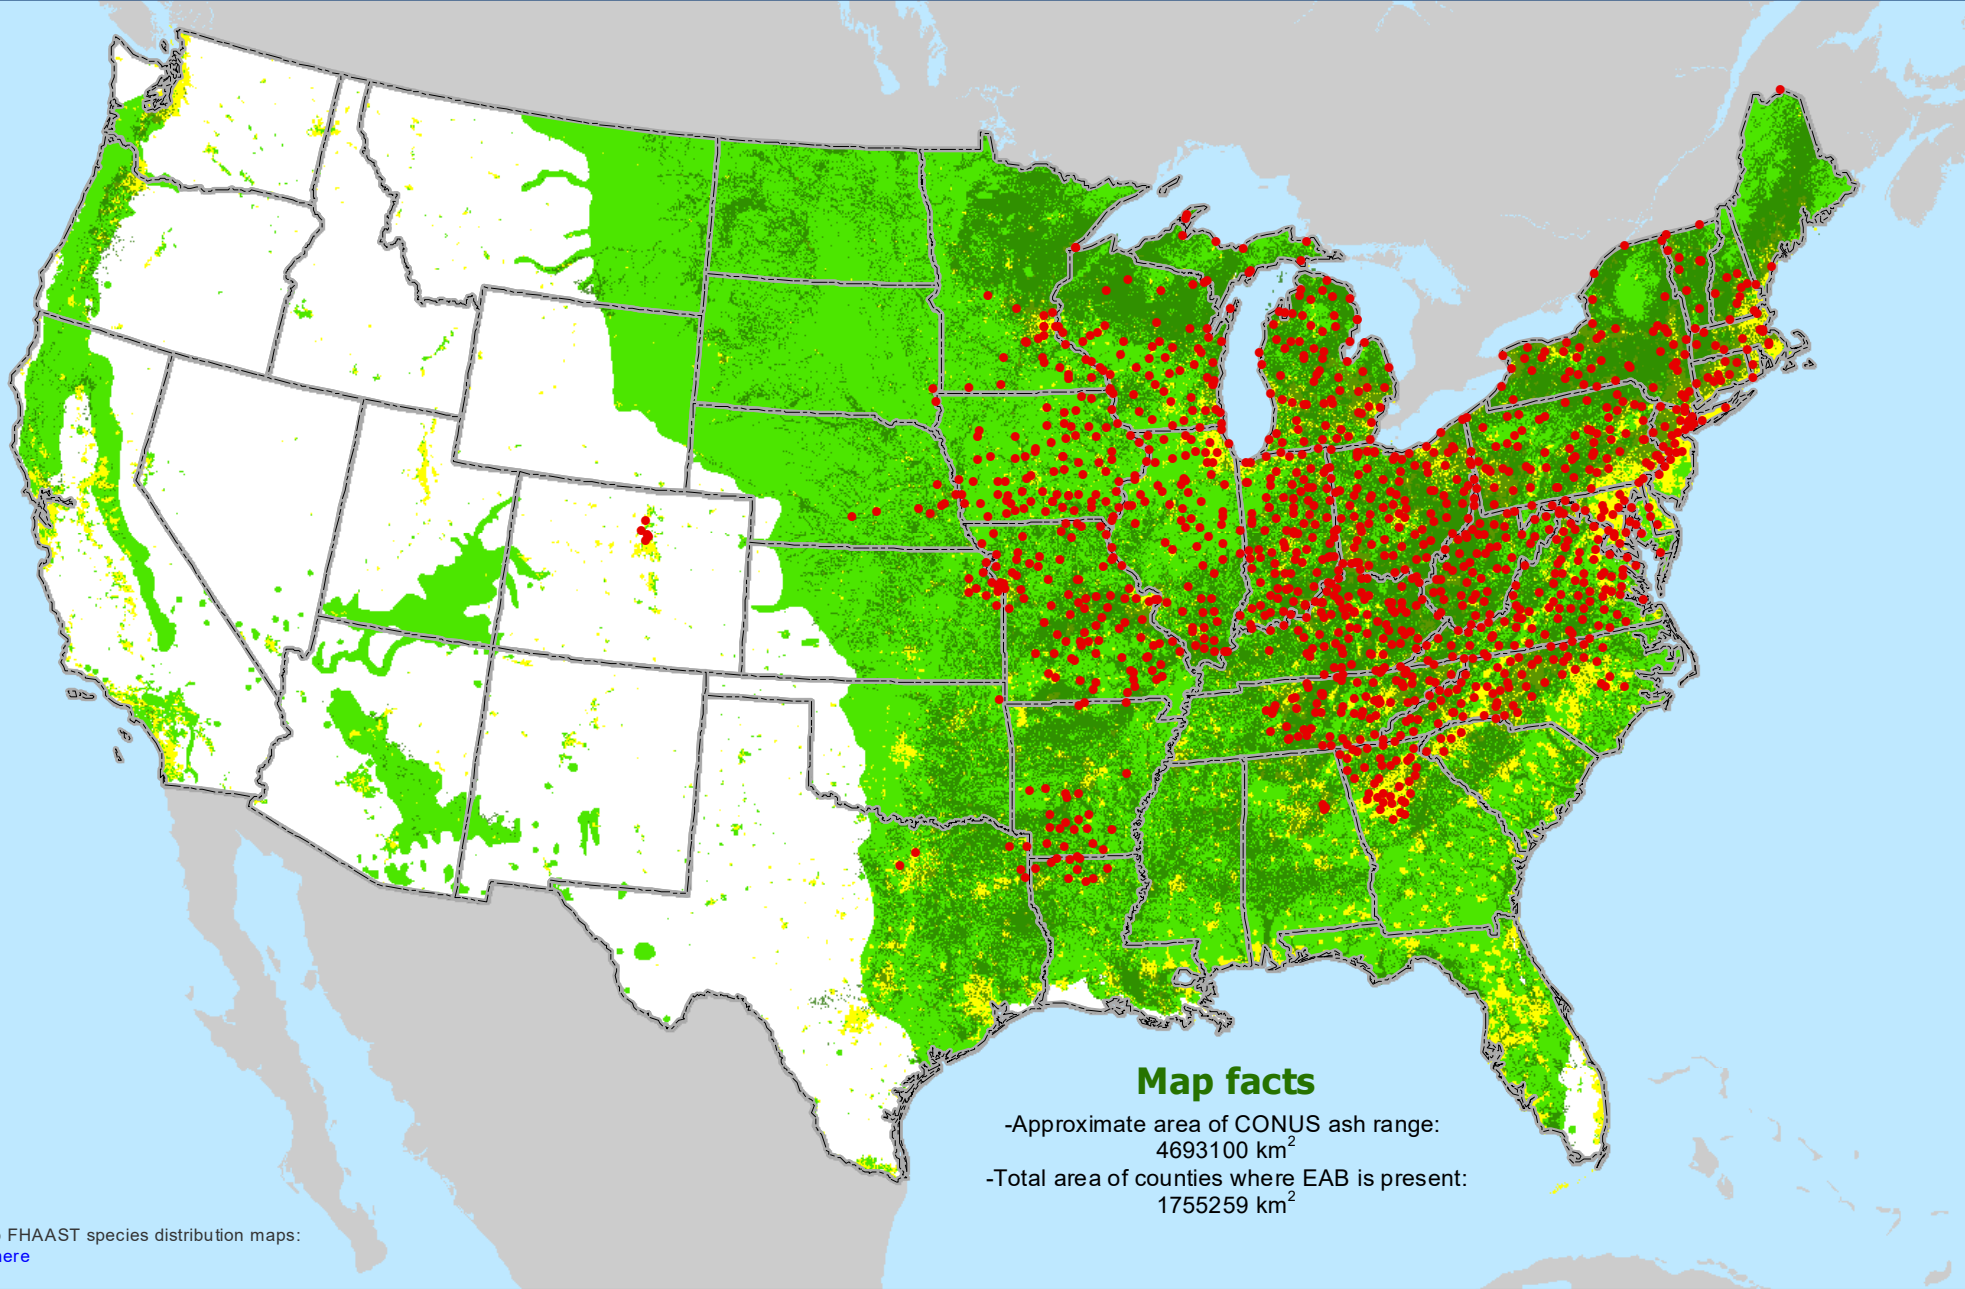 Map facts
-Approximate area of CONUS ash range:
4693100 km2
-Total area of counties where EAB is present:
1755259 km2
FHAAST species distribution maps: